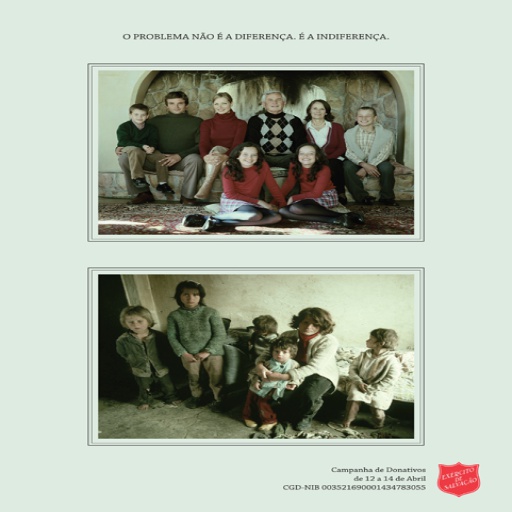 O PROBLEMA NÃO É A DIFERENÇA. É A INDIFERENÇA.
Campanha de Donativos
de 12 a 14 de Abril
CGD-NIB 003521690001434783055
EXÉRCITO
DE
SALVAÇÃO